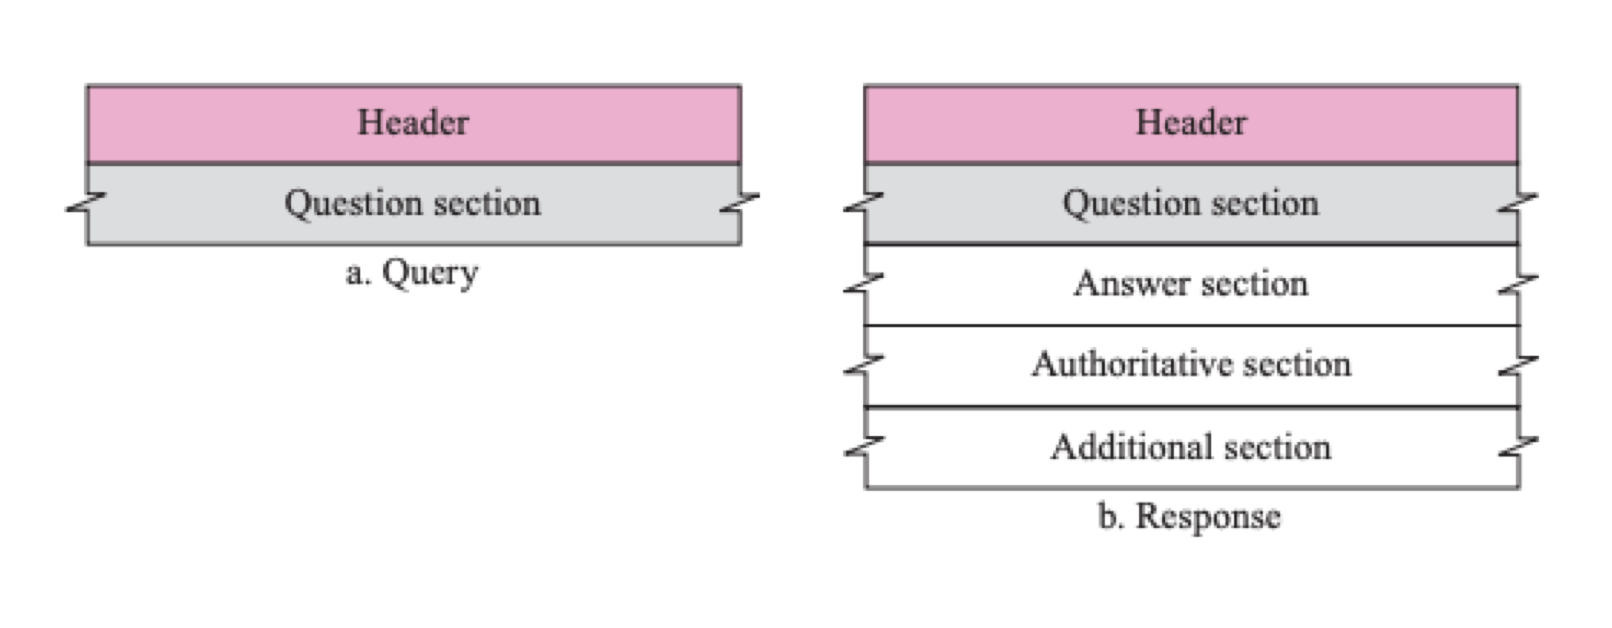 Header
Question section
a. Query
Header
Question section
Answer section
Authoritative section
Additional section
b. Response